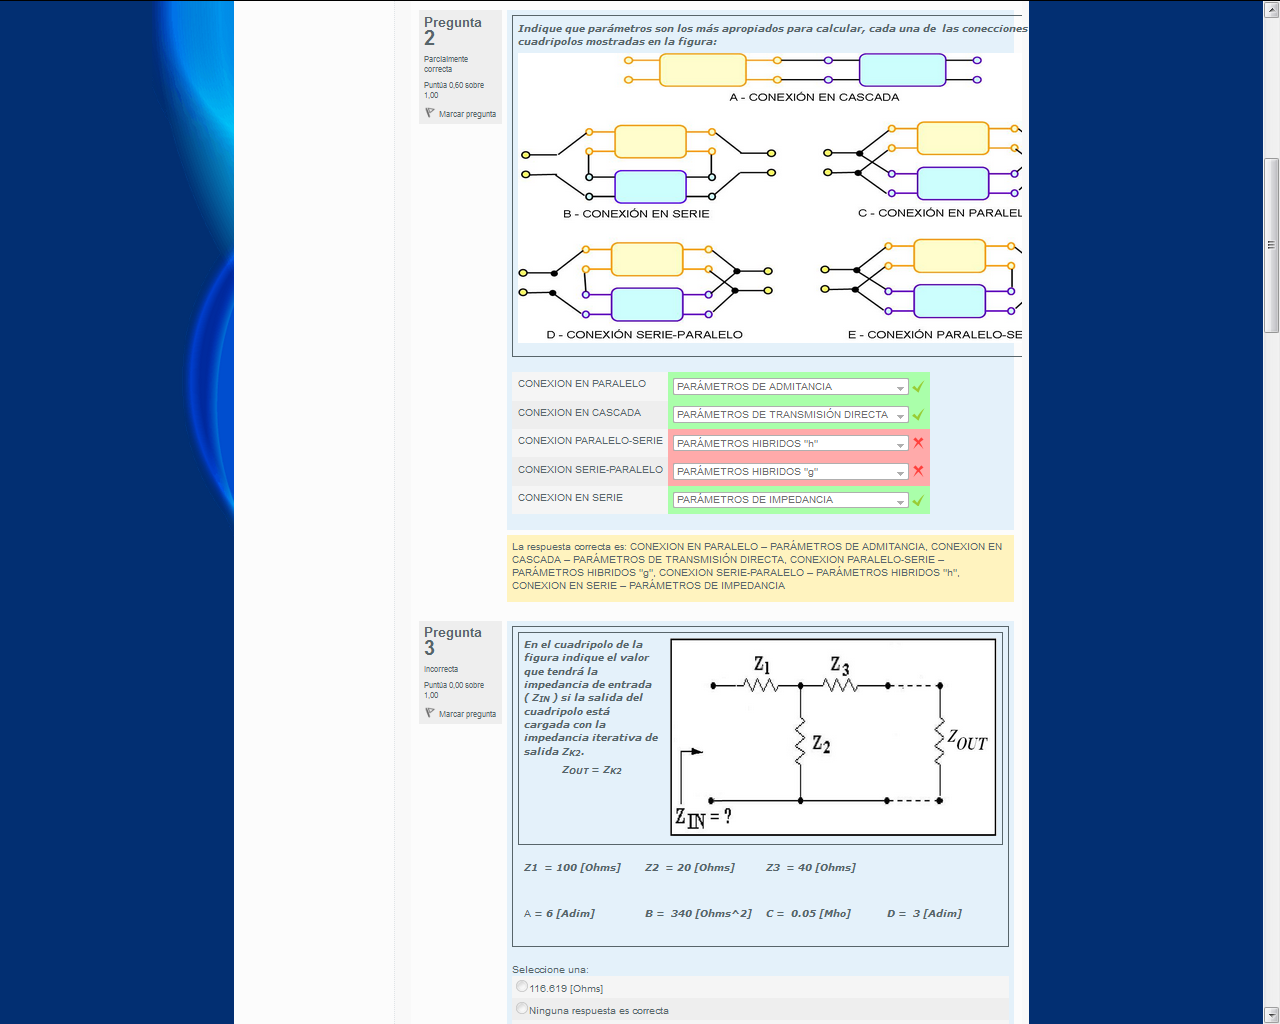 Pregunta
2
Parcialmente
correcta
Puntúa 0,60 sobre
1,00
Marcar pregunta
Indique que parámetros son los más apropiados para calcular, cada una de las conecciones
cuadripolos mostradas en la figura:
A - CONEXIÓN EN CASCADA
B - CONEXIÓN EN SERIE
C - CONEXIÓN EN PARALEL
D - CONEXIÓN SERIE-PARALELO
E - CONEXIÓN PARALELO-SE
CONEXION EN PARALELO PARÁMETROS DE ADMITANCIA
CONEXION EN CASCADA PARÁMETROS DE TRANSMISIÓN DIRECTA
CONEXION PARALELO-SERIE PARÁMETROS HIBRIDOS "h"
CONEXION SERIE-PARALELO PARÁMETROS HIBRIDOS "g"
CONEXION EN SERIE PARÁMETROS DE IMPEDANCIA
La respuesta correcta es: CONEXION EN PARALELO – PARÁMETROS DE ADMITANCIA, CONEXION EN
CASCADA – PARÁMETROS DE TRANSMISIÓN DIRECTA, CONEXION PARALELO-SERIE –
PARÁMETROS HIBRIDOS "g", CONEXION SERIE-PARALELO – PARÁMETROS HIBRIDOS "h",
CONEXION EN SERIE – PARÁMETROS DE IMPEDANCIA
Pregunta
3
Incorrecta
Puntúa 0,00 sobre
1,00
Marcar pregunta
En el cuadripolo de la
figura indique el valor
que tendrá la
impedancia de entrada
( ZIN ) si la salida del
cuadripolo está
cargada con la
impedancia iterativa de
salida ZK2.
ZOUT = ZK2
Z1 Z3
Z2 ZOUT
ZIN = ?
Z1 = 100 [Ohms] Z2 = 20 [Ohms] Z3 = 40 [Ohms]
A = 6 [Adim] B = 340 [Ohms^2] C = 0.05 [Mho] D = 3 [Adim]
Seleccione una:
116.619 [Ohms]
Ninguna respuesta es correcta